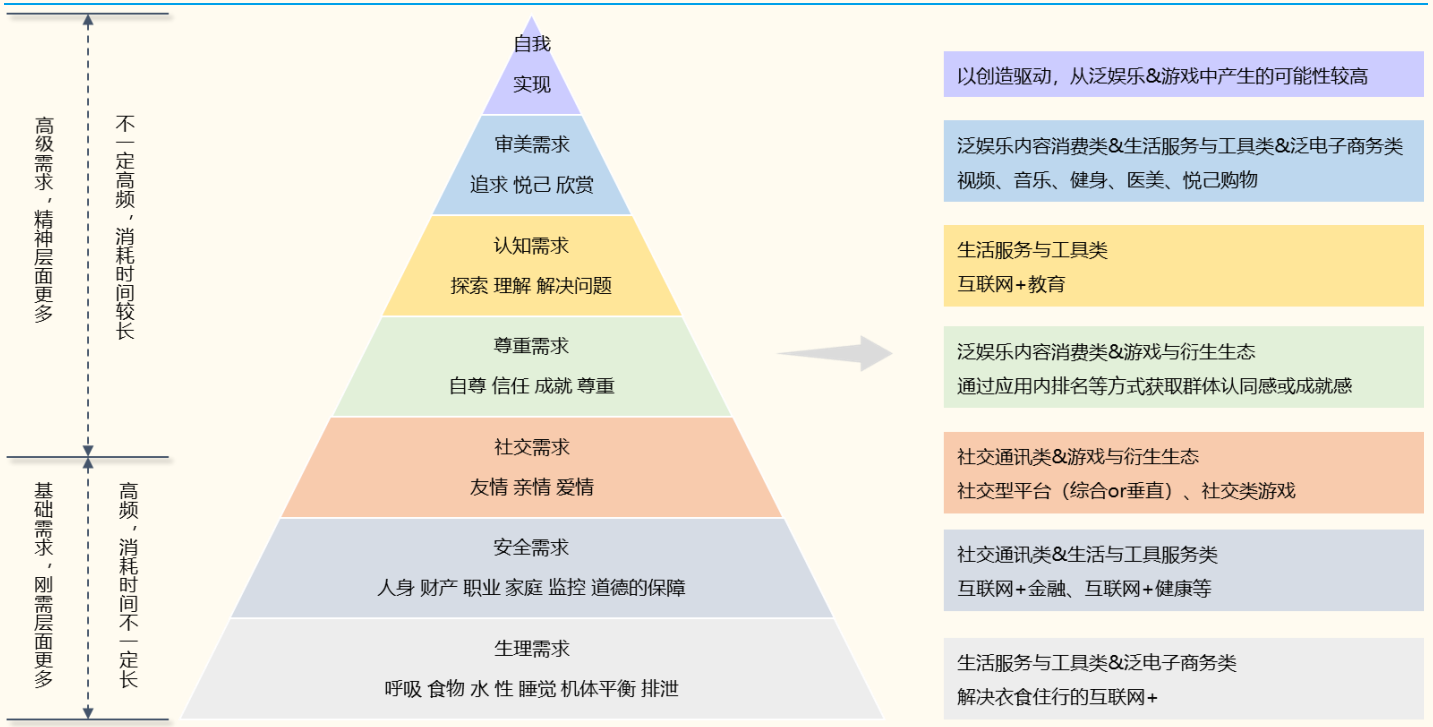 自我
实现
审美需求
追求 悦己 欣赏
认知需求
探索 理解 解决问题
尊重需求
自尊 信任 成就 尊重
社交需求
友情 亲情 爱情
安全需求
人身 财产 职业 家庭 监控 道德的保障
生理需求
呼吸 食物 水 性 睡觉 机体平衡 排泄
高级需求，精神层面更多
不一定高频，消耗时间较长
基础需求，刚需层面更多
高频，消耗时间不一定长
以创造驱动，从泛娱乐&游戏中产生的可能性较高
泛娱乐内容消费类&生活服务与工具类&泛电子商务类
视频、音乐、健身、医美、悦己购物
生活服务与工具类
互联网+教育
泛娱乐内容消费类&游戏与衍生生态
通过应用内排名等方式获取群体认同感或成就感
社交通讯类&游戏与衍生生态
社交型平台（综合or垂直）、社交类游戏
社交通讯类&生活与工具服务类
互联网+金融、互联网+健康等
生活服务与工具类&泛电子商务类
解决衣食住行的互联网+